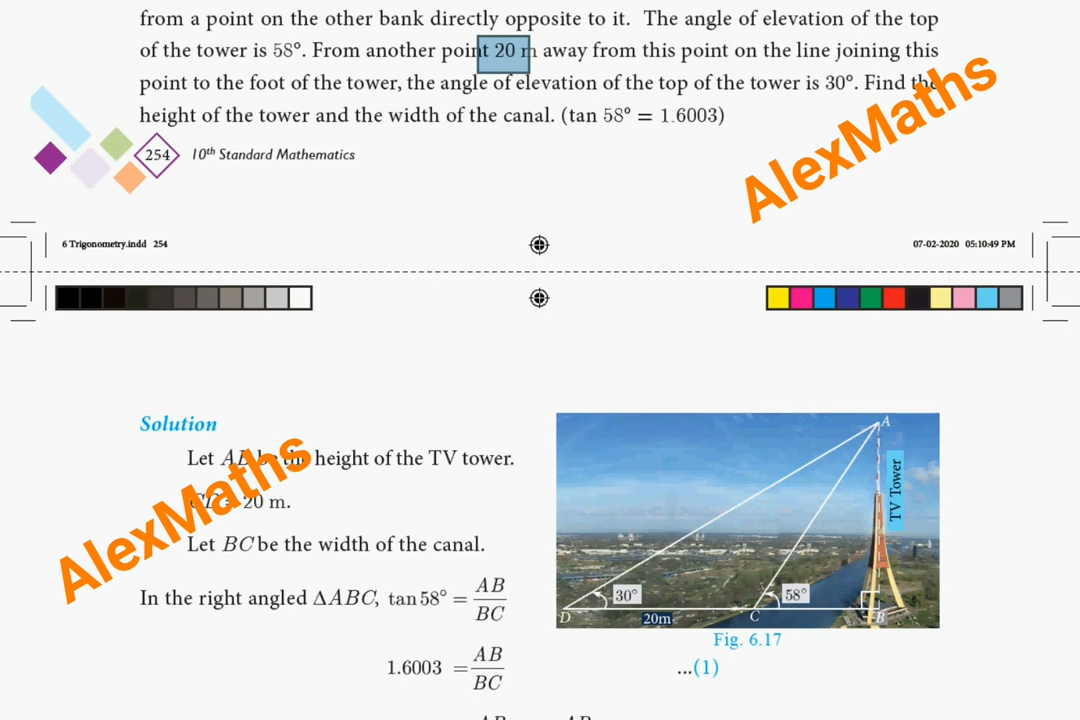 from a point on the other bank directly opposite to it. The angle of elevation of the top
of the tower is 58°. From another point 20 m away from this point on the line joining this
point to the foot of the tower, the angle of elevation of the top of the tower is 30°. Find the
height of the tower and the width of the canal. (tan 58° = 1.6003)
254 10th Standard Mathematics
AlexMaths
6 Trigonometry.indd 254
07-02-2020 05:10:49 PM
Solution
Let AB be the height of the TV tower.
CD = 20 m.
Let BC be the width of the canal.
AlexMaths
In the right angled ΔABC, tan 58° = AB/BC
1.6003 = AB/BC ...(1)
A
TV Tower
30°
58°
D
20m
C
B
Fig. 6.17